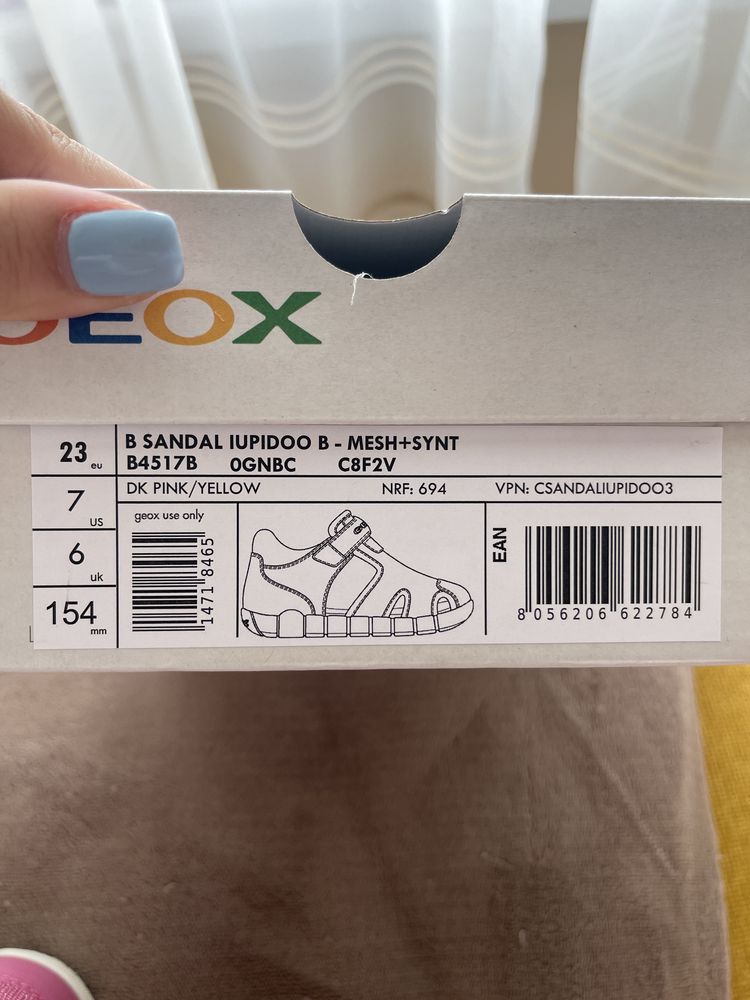 GEOX
23 eu
7 US
6 uk
154 mm
B SANDAL IUPIDOO B - MESH+SYNT
B4517B 0GNBC C8F2V
DK PINK/YELLOW NRF: 694 VPN: CSANDALIUPIDOO3
geox use only
1471 8465
EAN
8 056206 622784